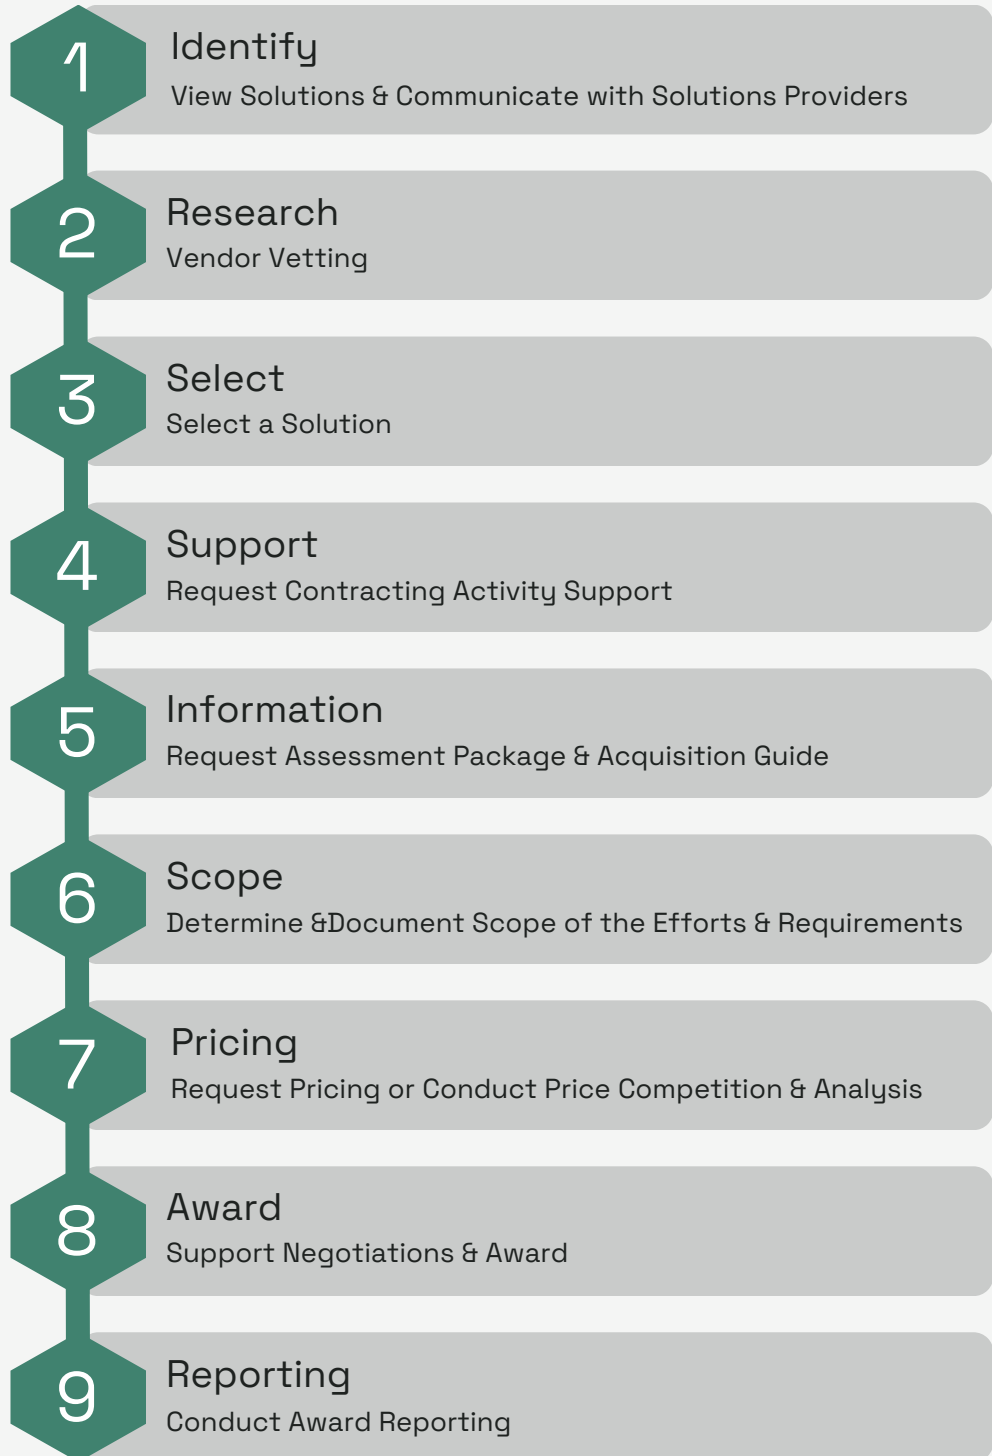 1
Identify
View Solutions & Communicate with Solutions Providers
2
Research
Vendor Vetting
3
Select
Select a Solution
4
Support
Request Contracting Activity Support
5
Information
Request Assessment Package & Acquisition Guide
6
Scope
Determine &Document Scope of the Efforts & Requirements
7
Pricing
Request Pricing or Conduct Price Competition & Analysis
8
Award
Support Negotiations & Award
9
Reporting
Conduct Award Reporting